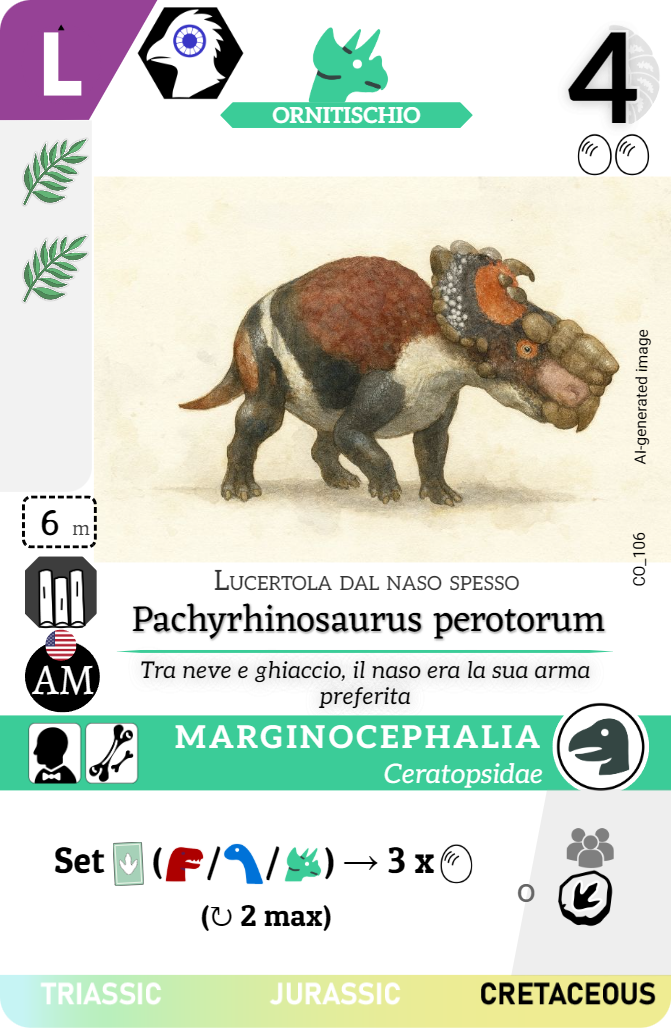 L
ORNITISCHIO
4
AI-generated image
CO_106
6 m
AM
Lucertola dal naso spesso
Pachyrhinosaurus perotorum
Tra neve e ghiaccio, il naso era la sua arma
preferita
MARGINOCEPHALIA
Ceratopsidae
Set ( / / ) → 3 x
(↻ 2 max)
o
TRIASSIC JURASSIC CRETACEOUS